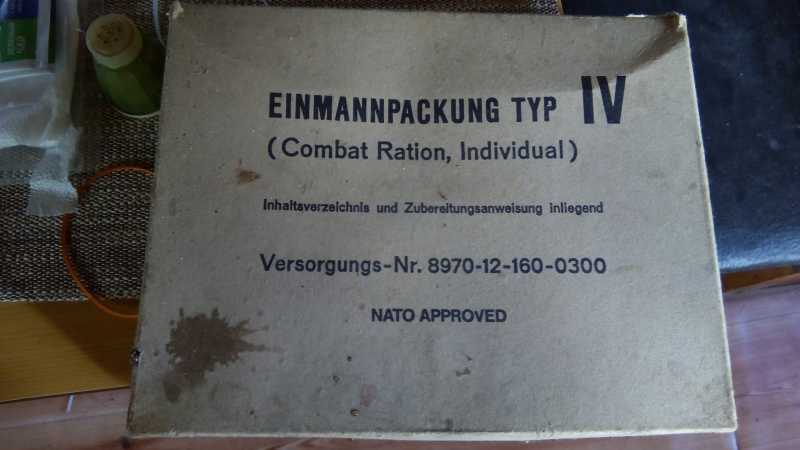 EINMANNPACKUNG TYP IV
(Combat Ration, Individual)
Inhaltsverzeichnis und Zubereitungsanweisung inliegend
Versorgungs-Nr. 8970-12-160-0300
NATO APPROVED